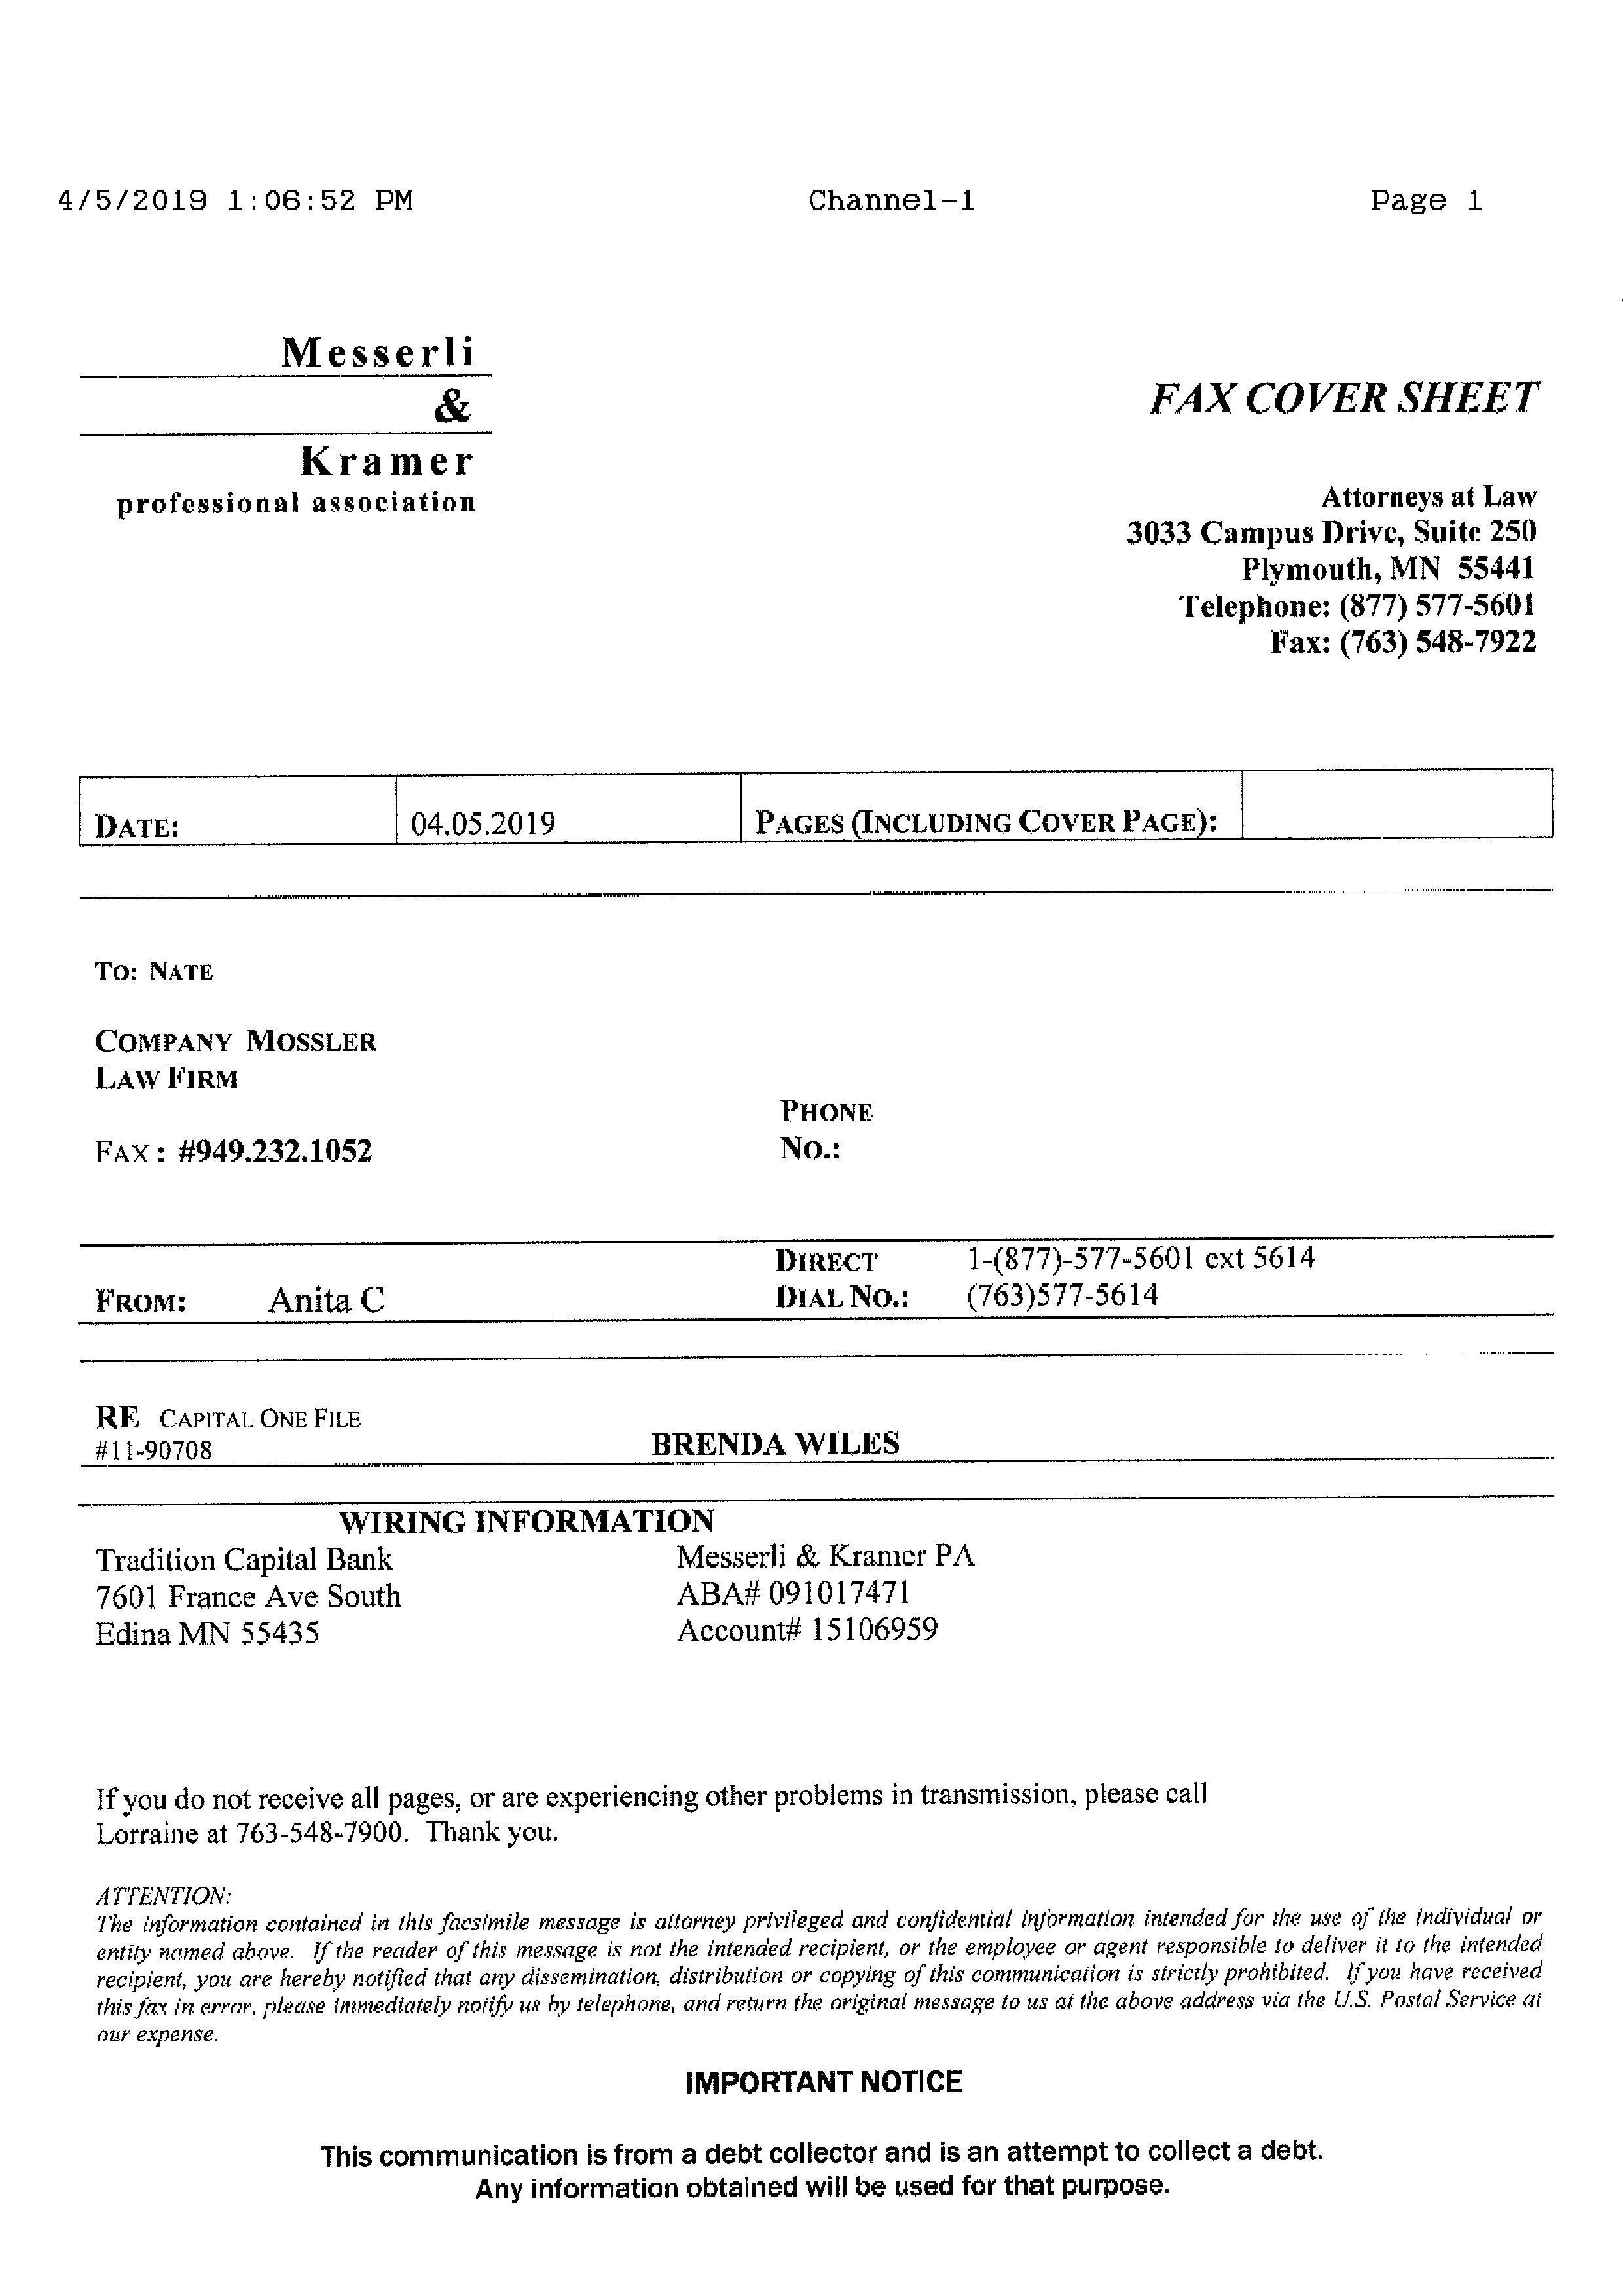 4/5/2019 1:06:52 PM Channel-1 Page 1
Messerli
&
Kramer
professional association
FAX COVER SHEET
Attorneys at Law
3033 Campus Drive, Suite 250
Plymouth, MN 55441
Telephone: (877) 577-5601
Fax: (763) 548-7922
DATE: 04.05.2019 PAGES (INCLUDING COVER PAGE):
TO: NATE
COMPANY MOSSLER
LAW FIRM
FAX : #949.232.1052
PHONE
NO.:
FROM: Anita C
DIRECT 1-(877)-577-5601 ext 5614
DIAL NO.: (763)577-5614
RE CAPITAL ONE FILE
#11-90708
BRENDA WILES
WIRING INFORMATION
Tradition Capital Bank
7601 France Ave South
Edina MN 55435
Messerli & Kramer PA
ABA# 091017471
Account# 15106959
If you do not receive all pages, or are experiencing other problems in transmission, please call
Lorraine at 763-548-7900. Thank you.
ATTENTION:
The information contained in this facsimile message is attorney privileged and confidential information intended for the use of the individual or
entity named above. If the reader of this message is not the intended recipient, or the employee or agent responsible to deliver it to the intended
recipient, you are hereby notified that any dissemination, distribution or copying of this communication is strictly prohibited. If you have received
this fax in error, please immediately notify us by telephone, and return the original message to us at the above address via the U.S. Postal Service at
our expense.
IMPORTANT NOTICE
This communication is from a debt collector and is an attempt to collect a debt.
Any information obtained will be used for that purpose.